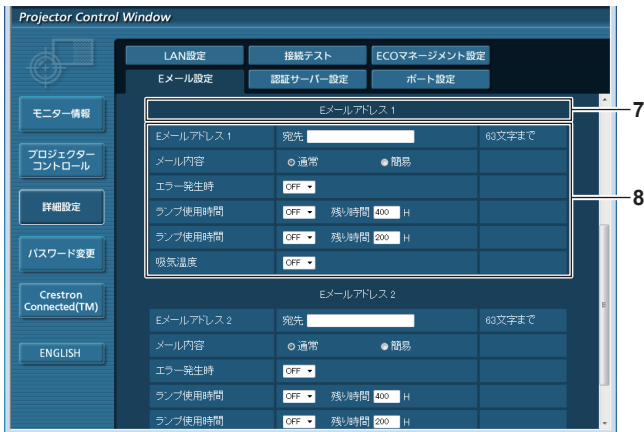 Projector Control Window
LAN設定 接続テスト ECOマネージメント設定
Eメール設定 認証サーバー設定 ポート設定
モニター情報
プロジェクター
コントロール
詳細設定
パスワード変更
Crestron
Connected(TM)
ENGLISH
Eメールアドレス 1
7
Eメールアドレス 1 宛先 63文字まで
メール内容 通常 簡易
エラー発生時 OFF
8
ランプ使用時間 OFF 残り時間 400 H
ランプ使用時間 OFF 残り時間 200 H
吸気温度 OFF
Eメールアドレス 2
Eメールアドレス 2 宛先 63文字まで
メール内容 通常 簡易
エラー発生時 OFF
ランプ使用時間 OFF 残り時間 400 H
ランプ使用時間 OFF 残り時間 200 H